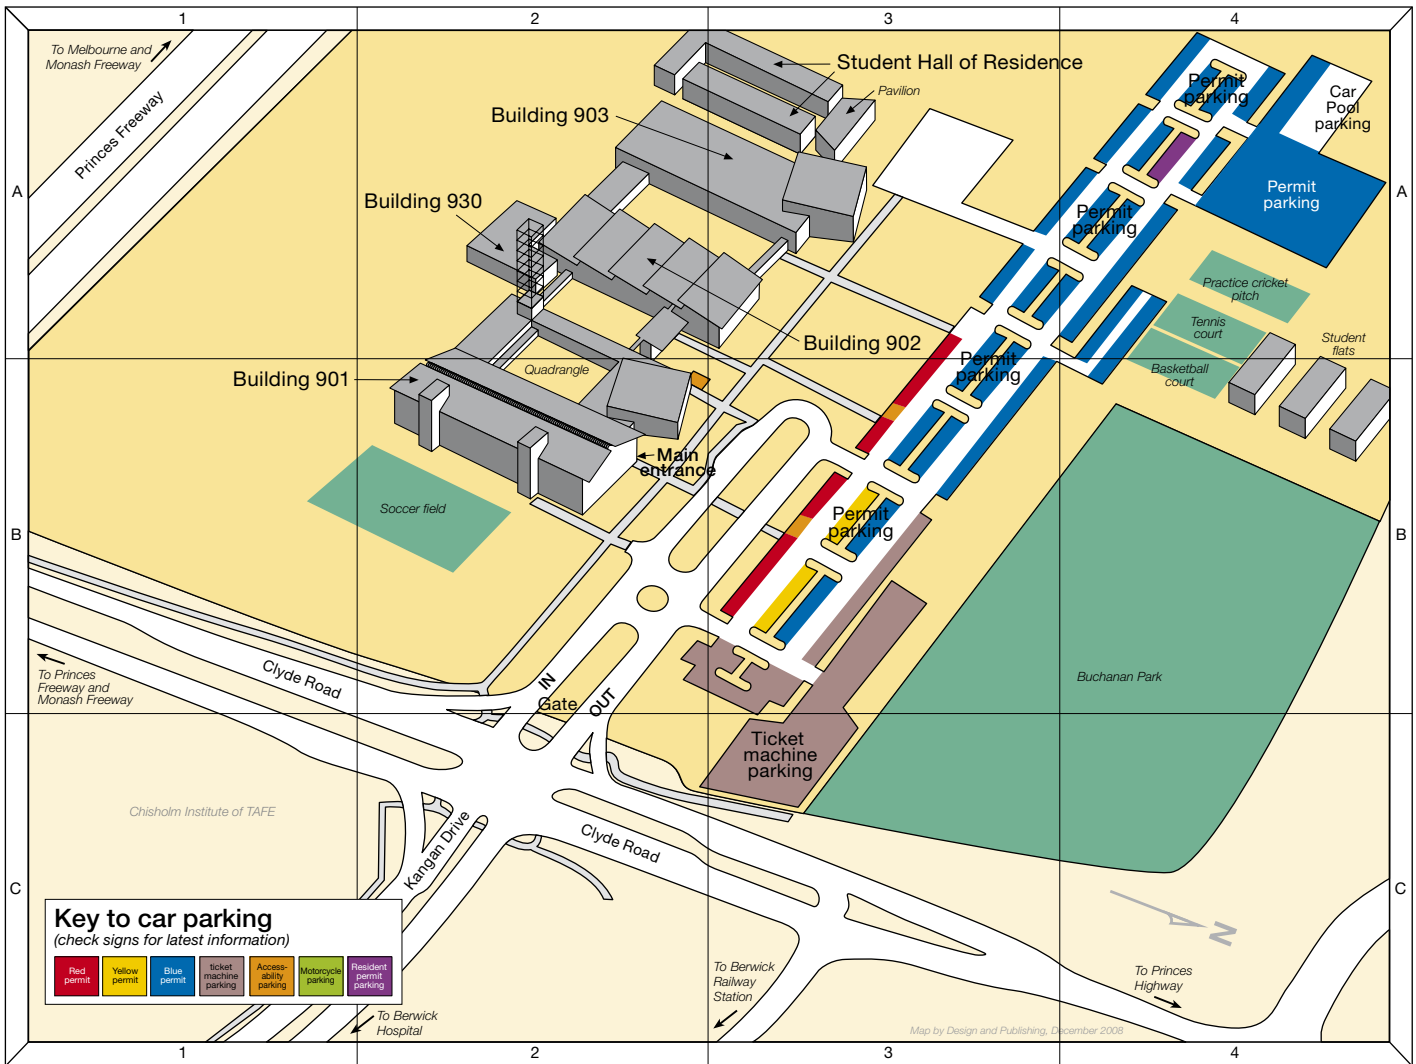 1
2
3
4
To Melbourne and
Monash Freeway
Princes Freeway
Student Hall of Residence
Pavilion
Building 903
Permit
parking
Car
Pool
parking
A
A
Building 930
Permit
parking
Permit
parking
Practice cricket
pitch
Tennis
court
Student
flats
Building 902
Permit
parking
Basketball
court
Building 901
Quadrangle
Main
entrance
Soccer field
Permit
parking
B
B
To Princes
Freeway and
Monash Freeway
Clyde Road
IN
Gate
OUT
Buchanan Park
Ticket
machine
parking
Chisholm Institute of TAFE
Kangan Drive
Clyde Road
C
C
N
Key to car parking
(check signs for latest information)
Red
permit
Yellow
permit
Blue
permit
ticket
machine
parking
Access-
ability
parking
Motorcycle
parking
Resident
permit
parking
To Berwick
Hospital
To Berwick
Railway
Station
To Princes
Highway
Map by Design and Publishing, December 2008
1
2
3
4